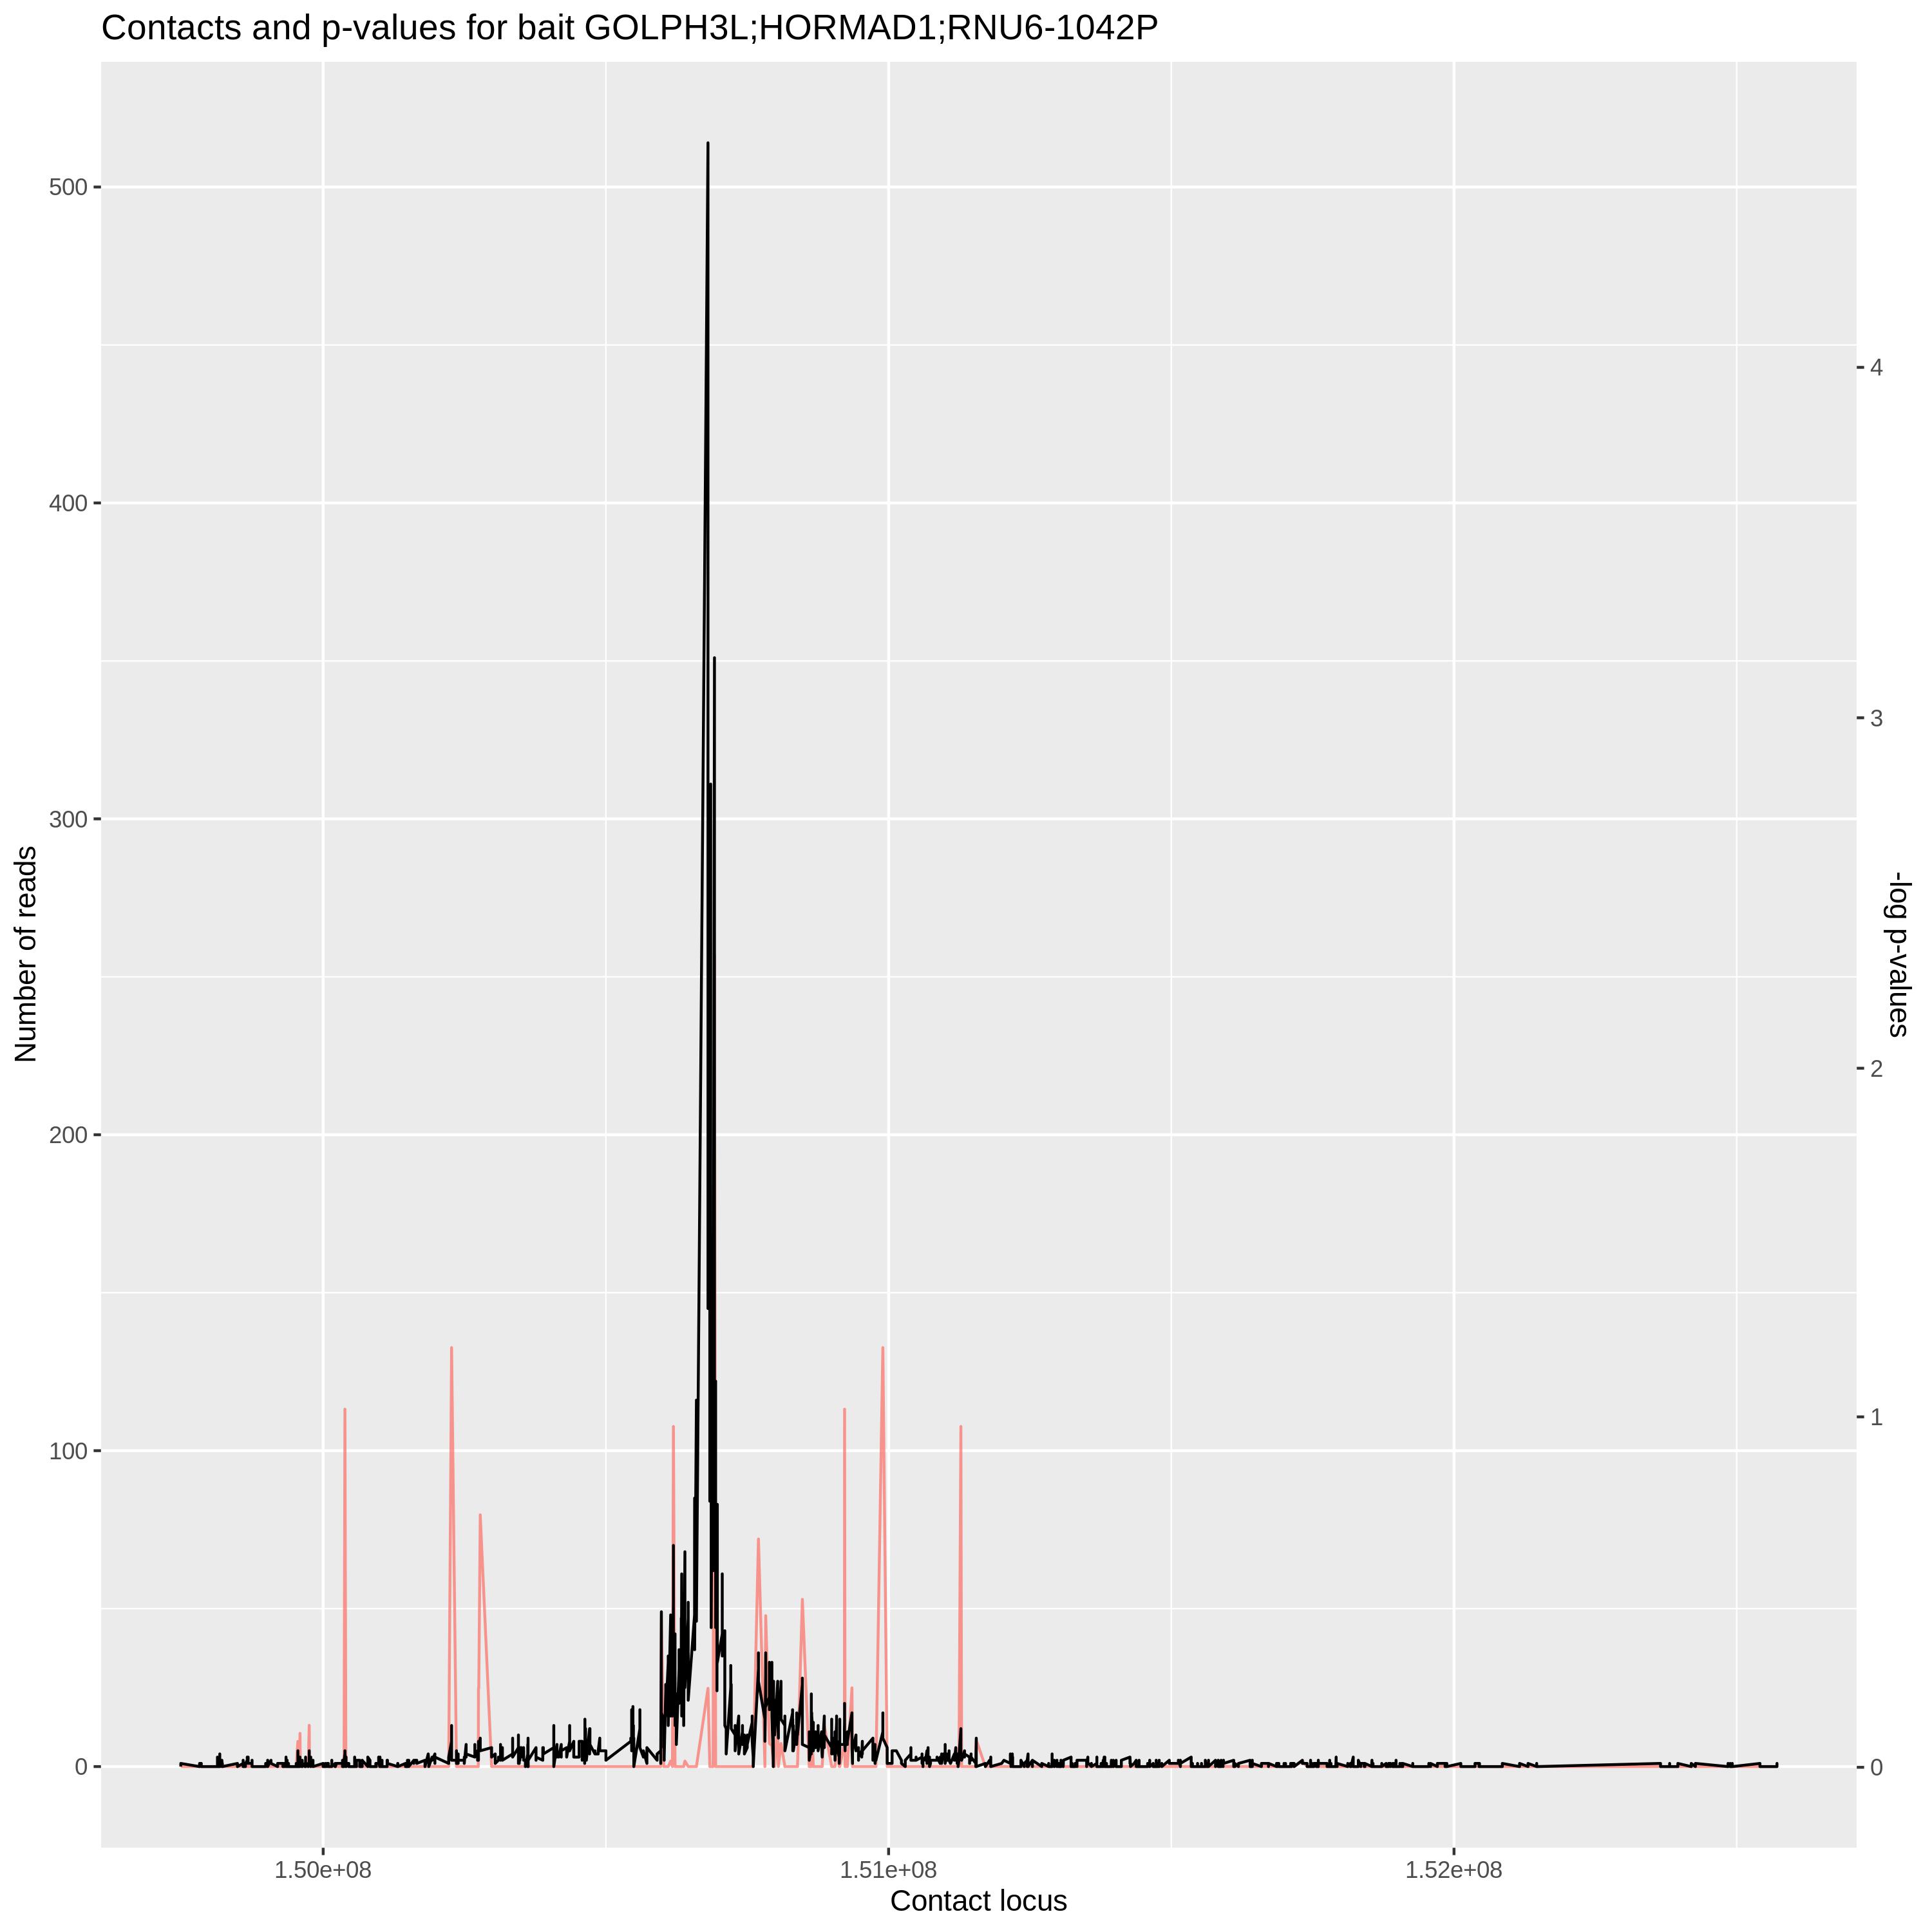 Contacts and p-values for bait GOLPH3L;HORMAD1;RNU6-1042P
500
400
300
200
100
0
Number of reads
4
3
2
1
0
-log p-values
1.50e+08
1.51e+08
1.52e+08
Contact locus